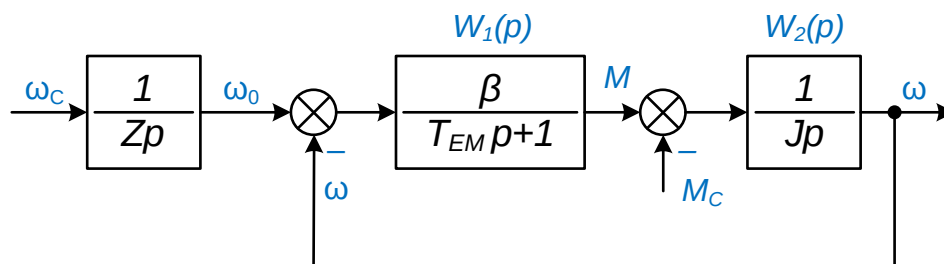 W₁(p)
W₂(p)
ω_C
1
Zp
ω₀
β
T_EM p+1
M
1
Jp
ω
–
–
ω
M_C